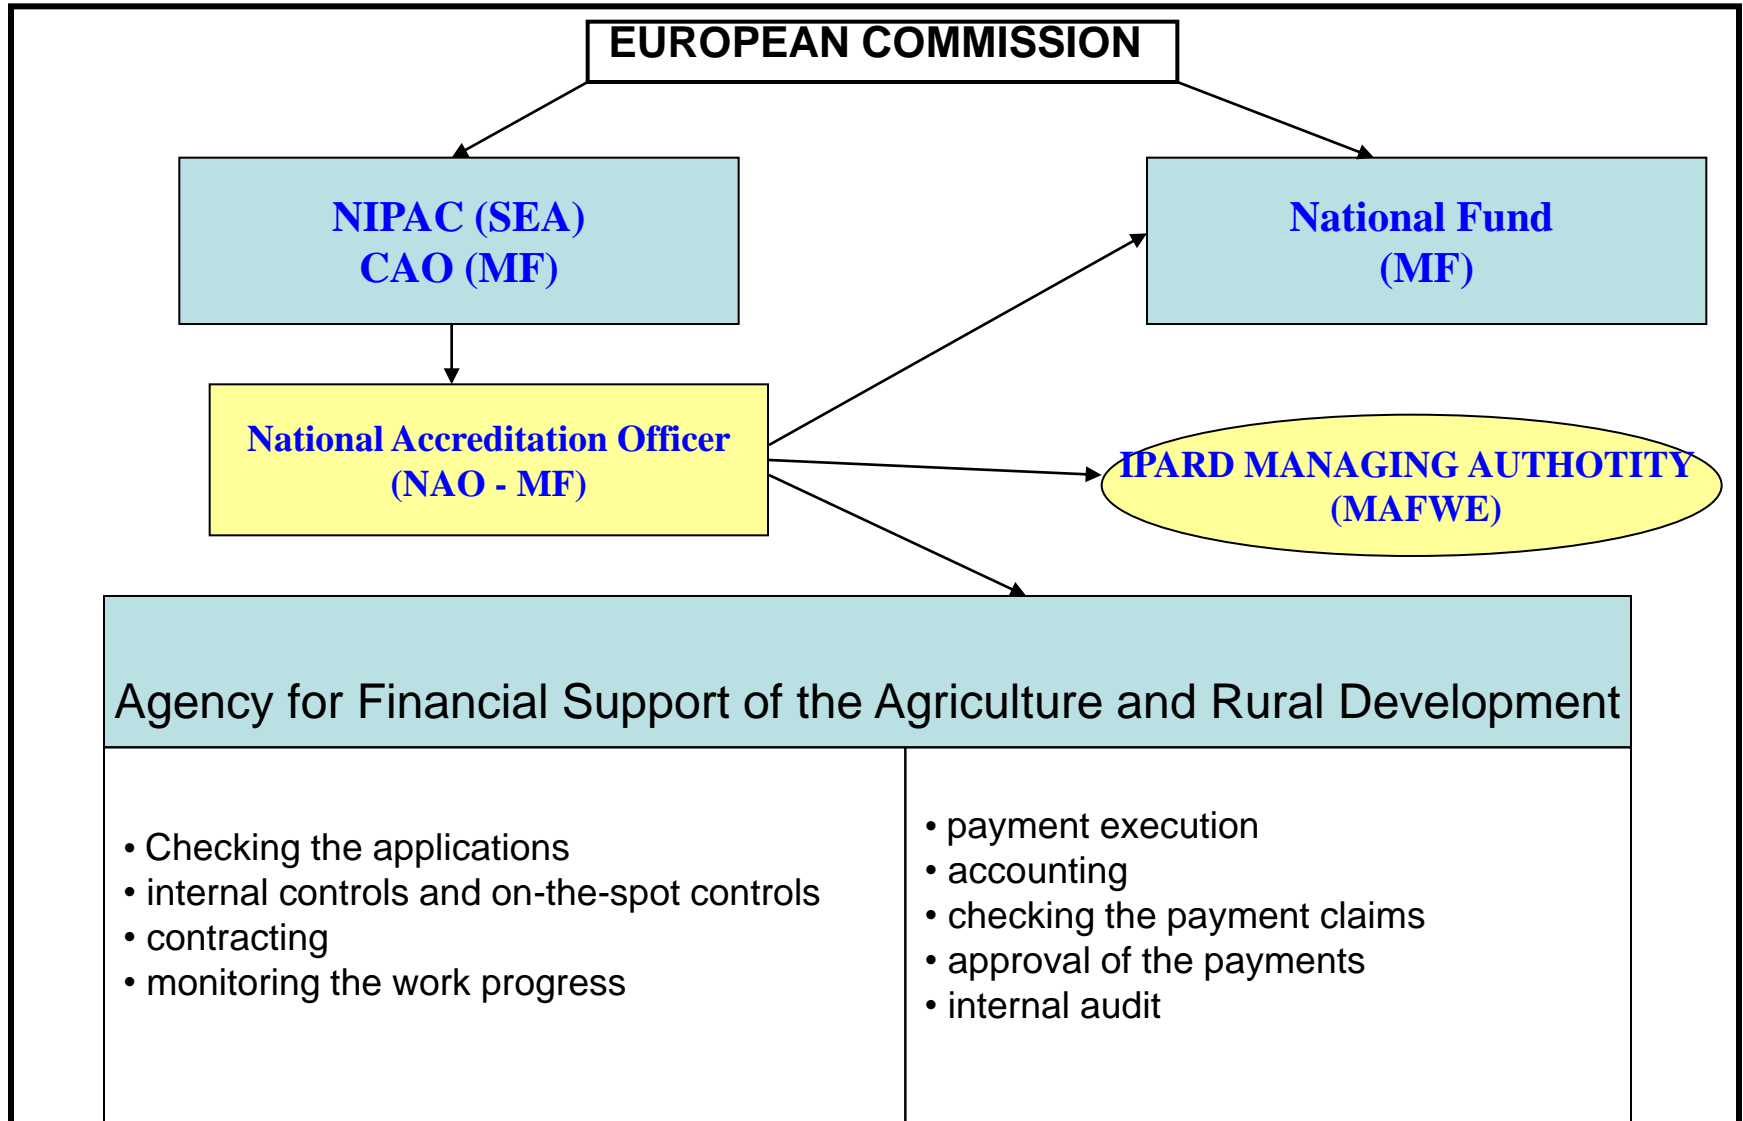 EUROPEAN COMMISSION
NIPAC (SEA)
CAO (MF)
National Fund
(MF)
National Accreditation Officer
(NAO - MF)
IPARD MANAGING AUTHOTITY
(MAFWE)
Agency for Financial Support of the Agriculture and Rural Development
• Checking the applications
• internal controls and on-the-spot controls
• contracting
• monitoring the work progress
• payment execution
• accounting
• checking the payment claims
• approval of the payments
• internal audit